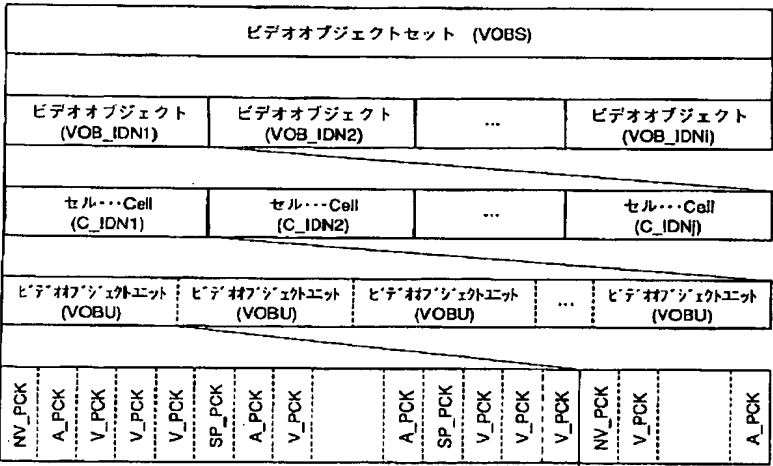 ビデオオブジェクトセット (VOBS)
ビデオオブジェクト ビデオオブジェクト ... ビデオオブジェクト
(VOB_IDN1) (VOB_IDN2) (VOB_IDNi)
セル･･･Cell セル･･･Cell ... セル･･･Cell
(C_IDN1) (C_IDN2) (C_IDNj)
ﾋﾞﾃﾞｵｵﾌﾞｼﾞｪｸﾄﾕﾆｯﾄ ﾋﾞﾃﾞｵｵﾌﾞｼﾞｪｸﾄﾕﾆｯﾄ ﾋﾞﾃﾞｵｵﾌﾞｼﾞｪｸﾄﾕﾆｯﾄ ... ﾋﾞﾃﾞｵｵﾌﾞｼﾞｪｸﾄﾕﾆｯﾄ
(VOBU) (VOBU) (VOBU) (VOBU)
NV_PCK A_PCK V_PCK V_PCK V_PCK SP_PCK A_PCK V_PCK A_PCK SP_PCK V_PCK V_PCK V_PCK NV_PCK V_PCK A_PCK